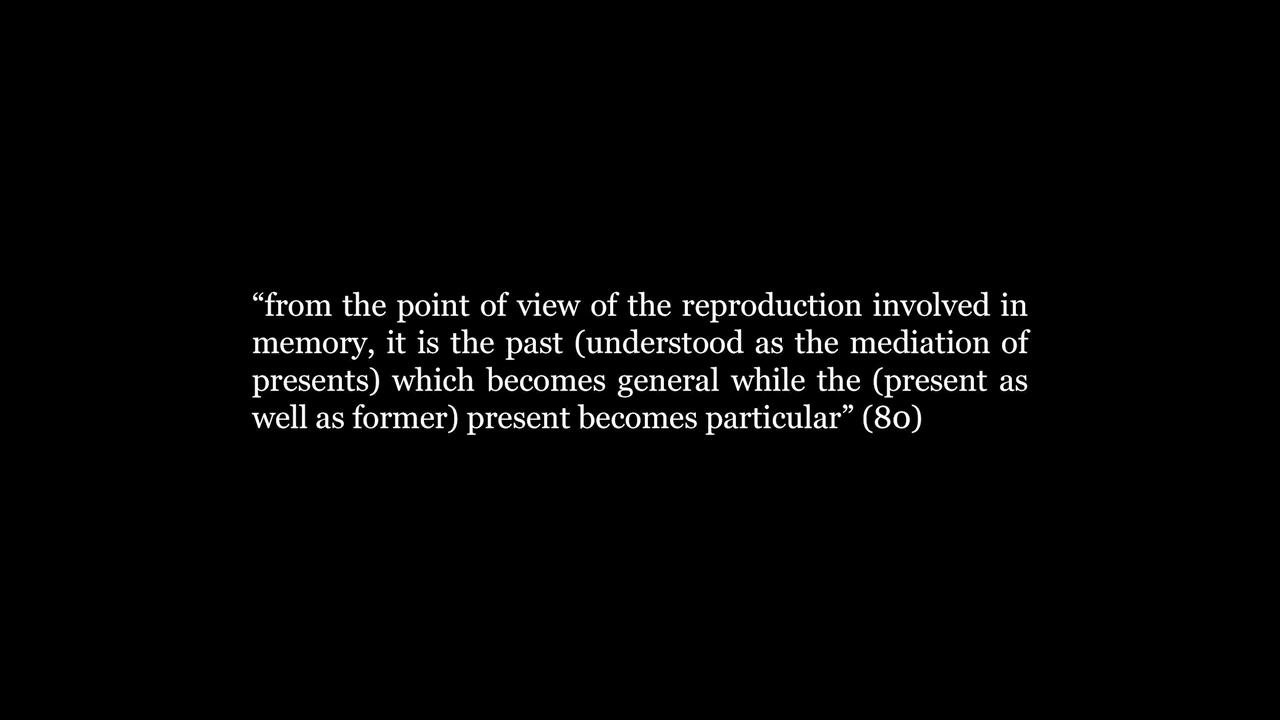 “from the point of view of the reproduction involved in
memory, it is the past (understood as the mediation of
presents) which becomes general while the (present as
well as former) present becomes particular” (80)